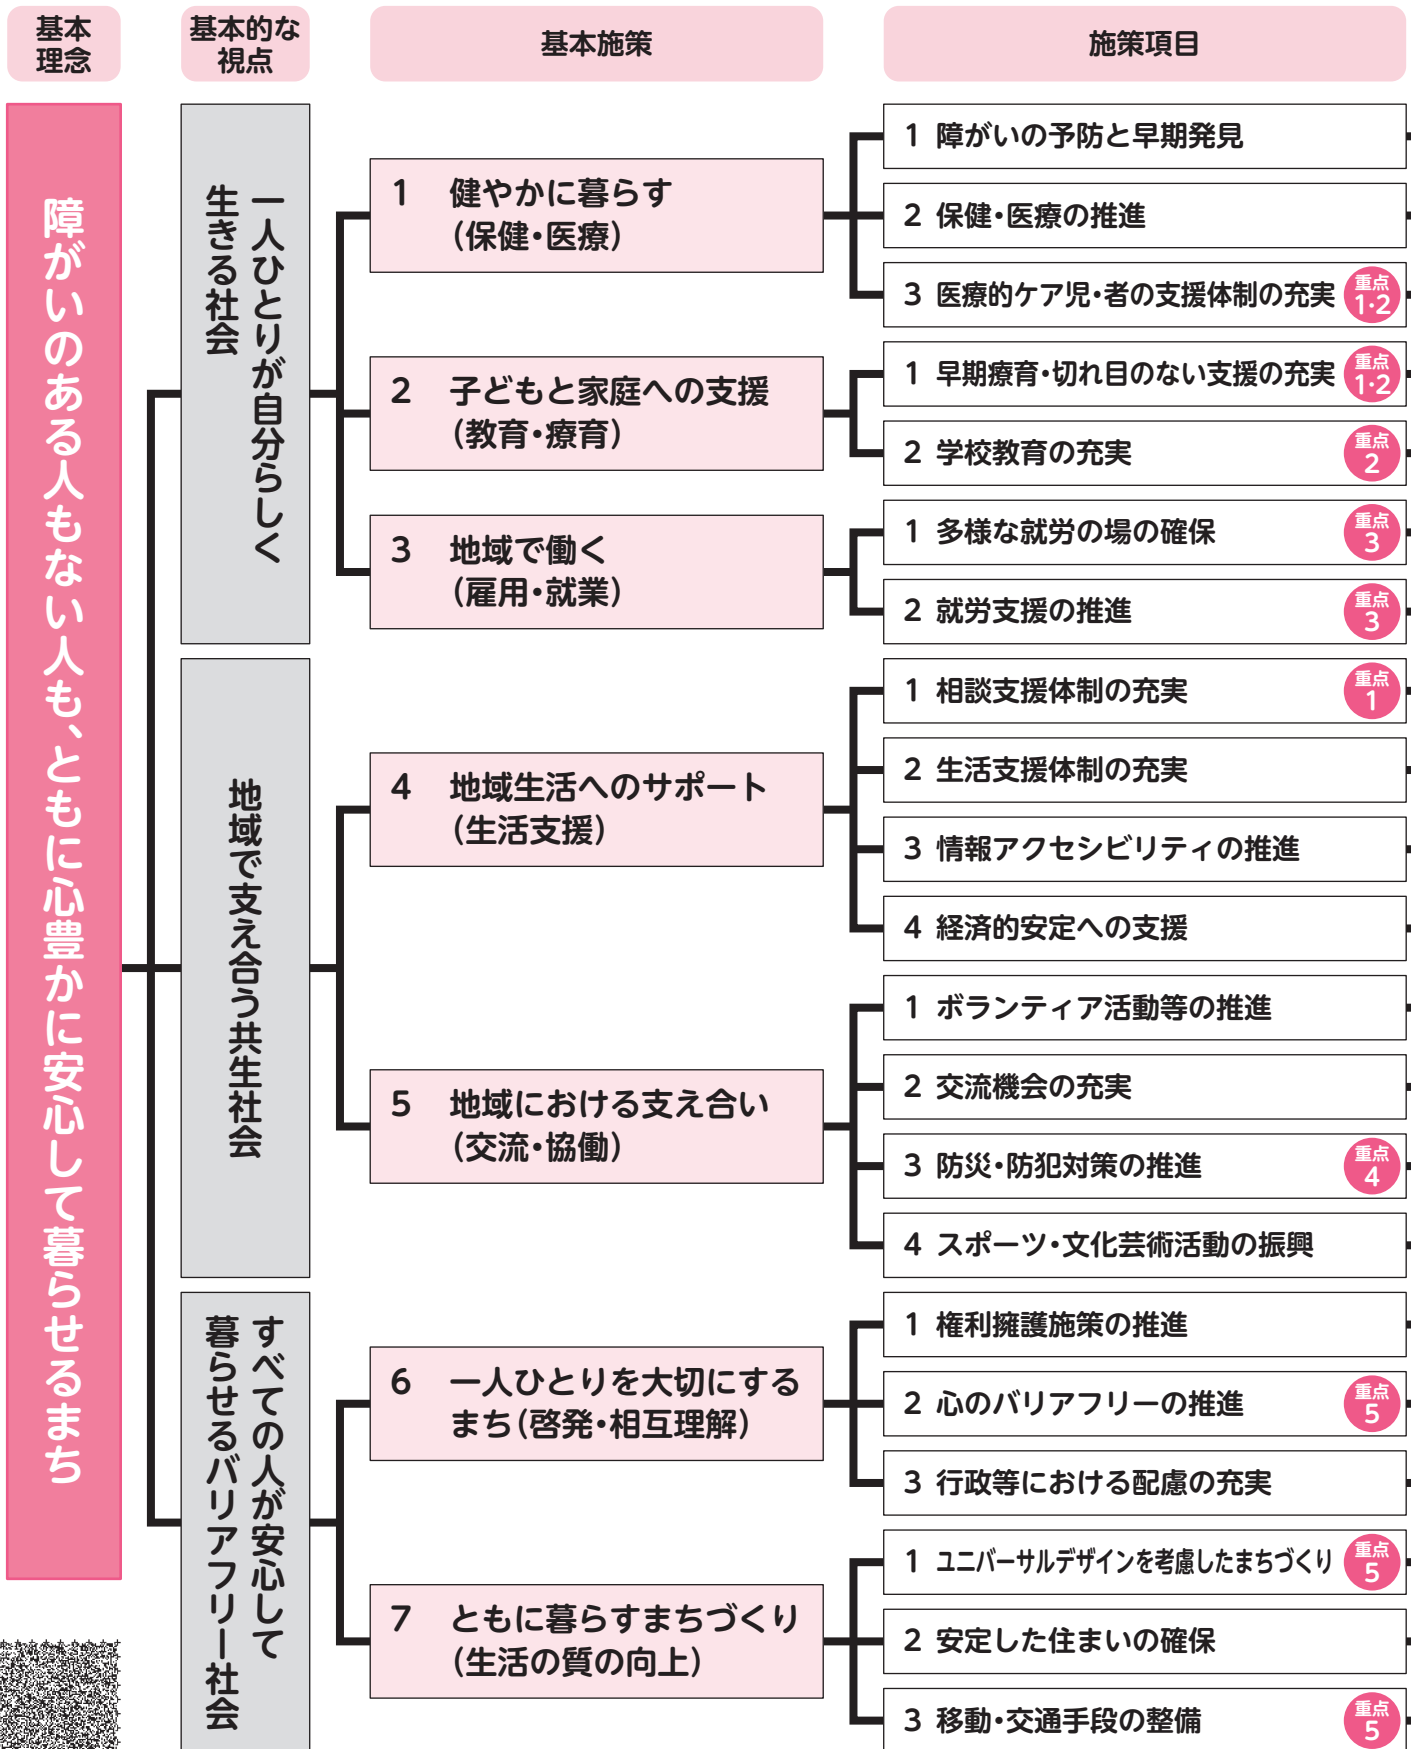 基本
理念
基本的な
視点
基本施策
施策項目
障がいのある人もない人も、ともに心豊かに安心して暮らせるまち
一人ひとりが自分らしく
生きる社会
1 健やかに暮らす
(保健・医療)
1 障がいの予防と早期発見
2 保健・医療の推進
3 医療的ケア児・者の支援体制の充実
重点
1・2
2 子どもと家庭への支援
(教育・療育)
1 早期療育・切れ目のない支援の充実
重点
1・2
2 学校教育の充実
重点
2
3 地域で働く
(雇用・就業)
1 多様な就労の場の確保
重点
3
2 就労支援の推進
重点
3
地域で支え合う共生社会
4 地域生活へのサポート
(生活支援)
1 相談支援体制の充実
重点
1
2 生活支援体制の充実
3 情報アクセシビリティの推進
4 経済的安定への支援
5 地域における支え合い
(交流・協働)
1 ボランティア活動等の推進
2 交流機会の充実
3 防災・防犯対策の推進
重点
4
4 スポーツ・文化芸術活動の振興
すべての人が安心して
暮らせるバリアフリー社会
6 一人ひとりを大切にする
まち(啓発・相互理解)
1 権利擁護施策の推進
2 心のバリアフリーの推進
重点
5
3 行政等における配慮の充実
7 ともに暮らすまちづくり
(生活の質の向上)
1 ユニバーサルデザインを考慮したまちづくり
重点
5
2 安定した住まいの確保
3 移動・交通手段の整備
重点
5